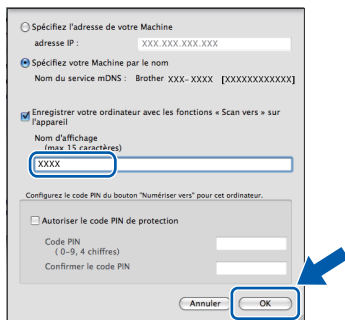 Spécifiez l'adresse de votre Machine
adresse IP : XXX.XXX.XXX.XXX
Spécifiez votre Machine par le nom
Nom du service mDNS : Brother XXX-XXXX [XXXXXXXXXXXX]
Enregistrer votre ordinateur avec les fonctions « Scan vers » sur
l'appareil
Nom d'affichage
(max 15 caractères)
XXXX
Configurez le code PIN du bouton "Numériser vers" pour cet ordinateur.
Autoriser le code PIN de protection
Code PIN
( 0-9, 4 chiffres)
Confirmer le code PIN
Annuler OK